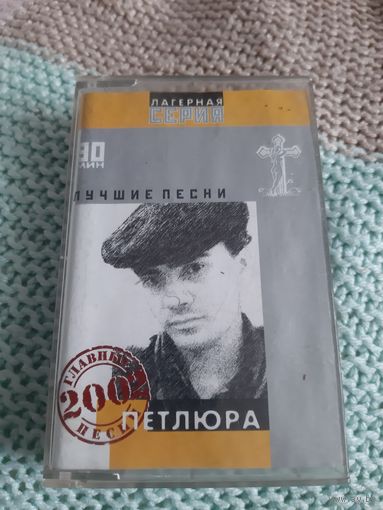 ЛАГЕРНАЯ
СЕРИЯ
90
МИН
ЛУЧШИЕ ПЕСНИ
ГЛАВНЫЕ
2002
ПЕСНИ
ПЕТЛЮРА